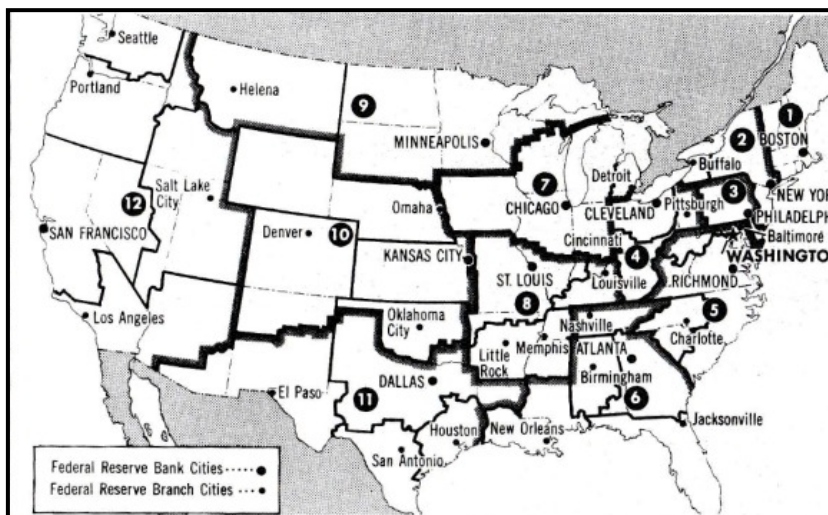 Seattle
Portland
Helena
9
MINNEAPOLIS
1
2
BOSTON
Buffalo
Detroit
7
3
NEW YOR
Salt Lake
City
12
Omaha
CHICAGO
CLEVELAND
Pittsburgh
PHILADELPH
Baltimore
SAN FRANCISCO
Denver
10
Cincinnati
WASHINGTON
KANSAS CITY
4
ST. LOUIS
Louisville
RICHMOND
8
Los Angeles
Oklahoma
City
Nashville
5
Charlotte
Little
Rock
Memphis
ATLANTA
DALLAS
Birmingham
El Paso
11
6
Houston
New Orleans
Jacksonville
San Antonio
Federal Reserve Bank Cities ·····
Federal Reserve Branch Cities ···